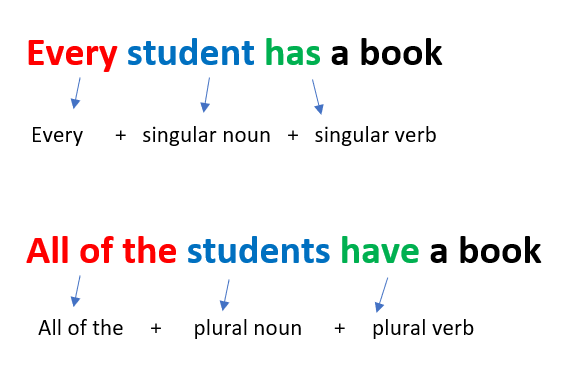 Every student has a book
Every + singular noun + singular verb
All of the students have a book
All of the + plural noun + plural verb